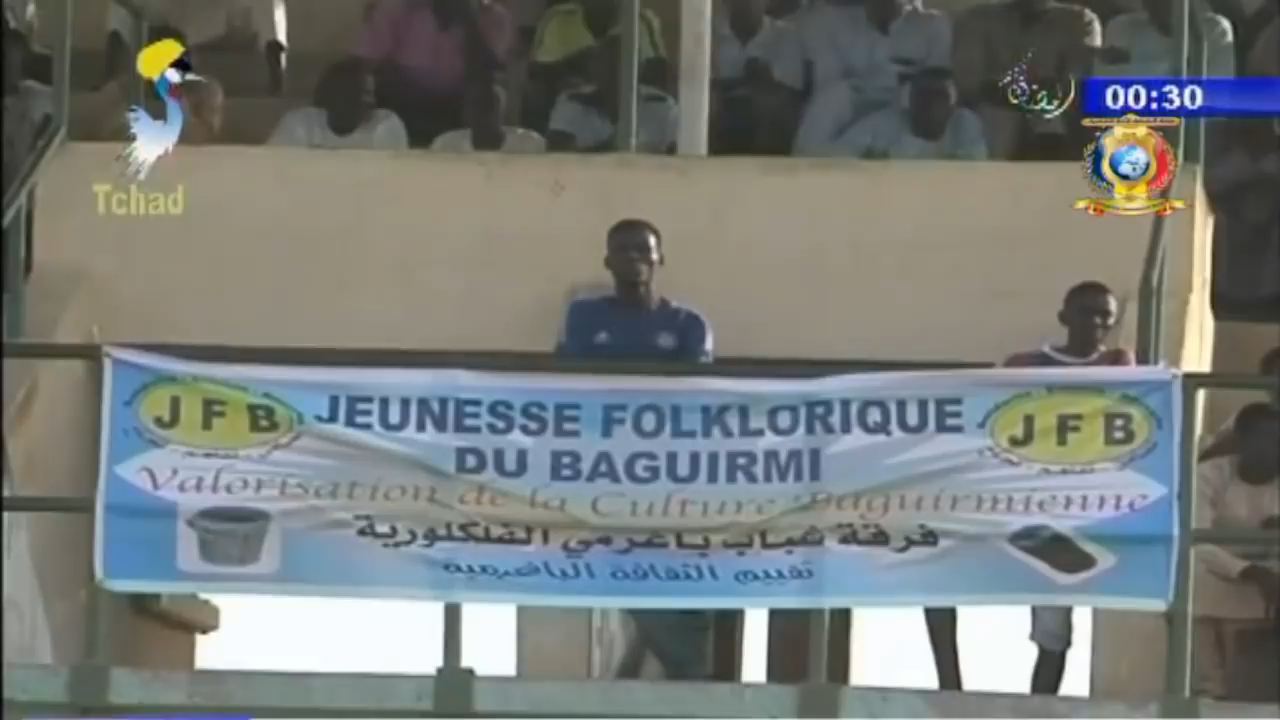 Tchad
00:30
JFB JEUNESSE FOLKLORIQUE JFB
DU BAGUIRMI
Valorisation de la Culture Baguirmienne
فرقة شباب باغرمي الفلكلورية
تقييم الثقافة الباغرمية